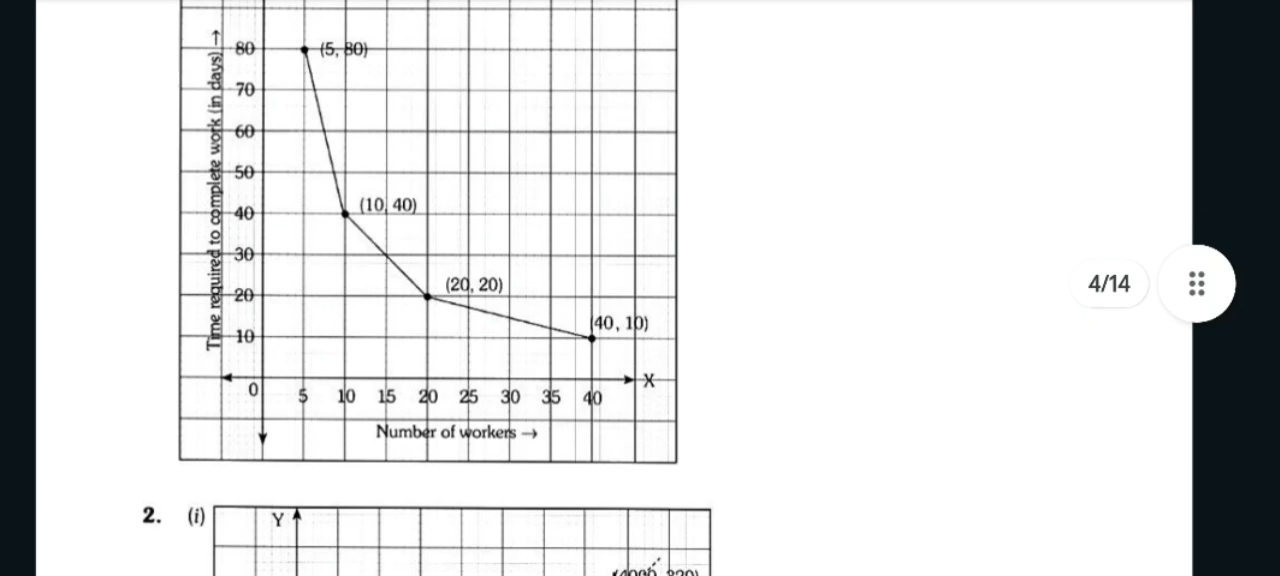 80
(5, 80)
70
60
50
40
(10, 40)
30
20
(20, 20)
10
(40, 10)
Time required to complete work (in days) →
X
0 5 10 15 20 25 30 35 40
Number of workers →
4/14
2. (i)
Y